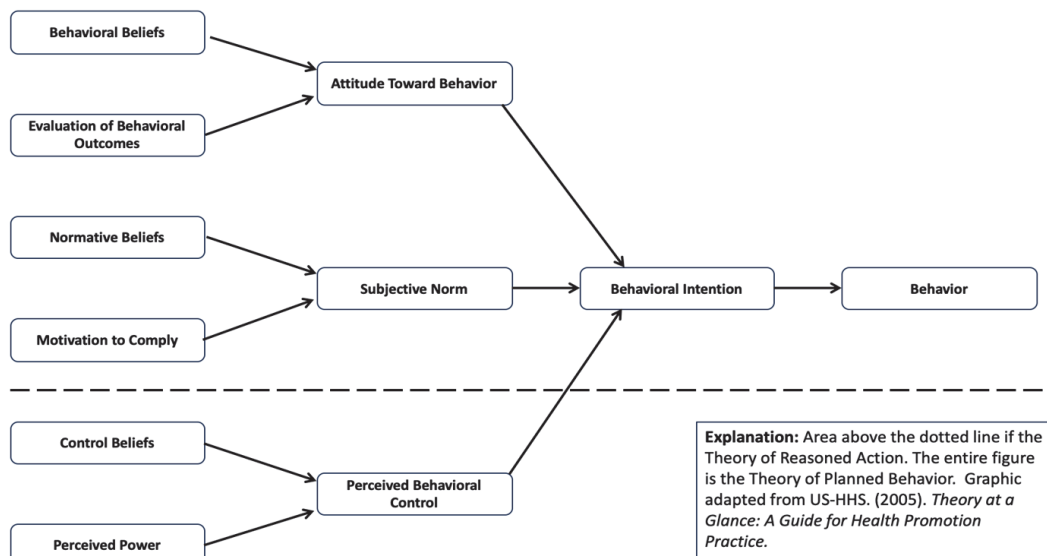 Behavioral Beliefs
Attitude Toward Behavior
Evaluation of Behavioral
Outcomes
Normative Beliefs
Subjective Norm
Behavioral Intention
Behavior
Motivation to Comply
Control Beliefs
Perceived Behavioral
Control
Perceived Power
Explanation: Area above the dotted line if the
Theory of Reasoned Action. The entire figure
is the Theory of Planned Behavior. Graphic
adapted from US-HHS. (2005). Theory at a
Glance: A Guide for Health Promotion
Practice.